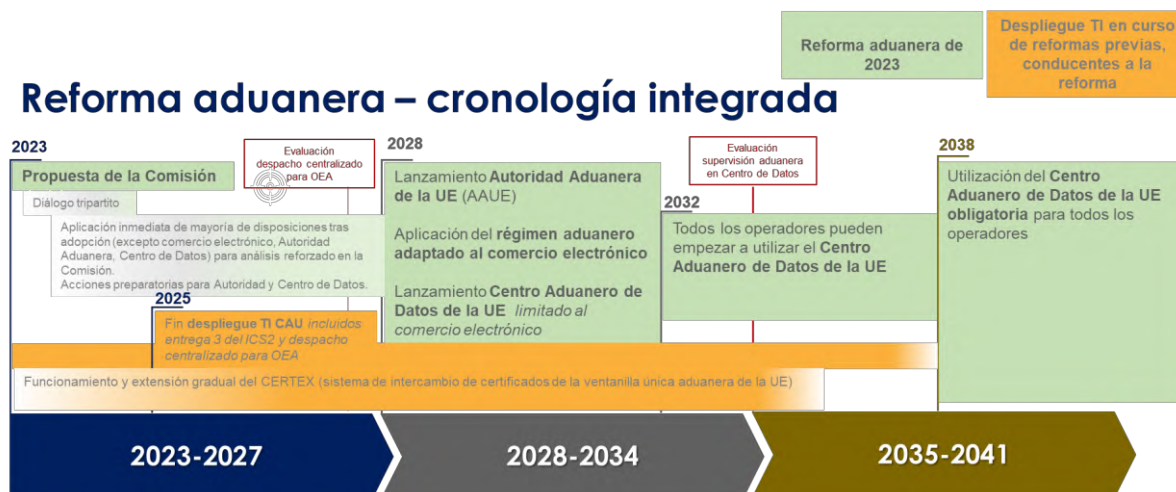 Reforma aduanera de
2023
Despliegue TI en curso
de reformas previas,
conducentes a la
reforma
Reforma aduanera – cronología integrada
2023
Propuesta de la Comisión
Diálogo tripartito
Aplicación inmediata de mayoría de disposiciones tras
adopción (excepto comercio electrónico, Autoridad
Aduanera, Centro de Datos) para análisis reforzado en la
Comisión.
Acciones preparatorias para Autoridad y Centro de Datos.
Evaluación
despacho centralizado
para OEA
2025
Fin despliegue TI CAU incluidos
entrega 3 del ICS2 y despacho
centralizado para OEA
2028
Lanzamiento Autoridad Aduanera
de la UE (AAUE)
Aplicación del régimen aduanero
adaptado al comercio electrónico
Lanzamiento Centro Aduanero de
Datos de la UE limitado al
comercio electrónico
2032
Todos los operadores pueden
empezar a utilizar el Centro
Aduanero de Datos de la UE
Evaluación
supervisión aduanera
en Centro de Datos
2038
Utilización del Centro
Aduanero de Datos de la UE
obligatoria para todos los
operadores
Funcionamiento y extensión gradual del CERTEX (sistema de intercambio de certificados de la ventanilla única aduanera de la UE)
2023-2027
2028-2034
2035-2041